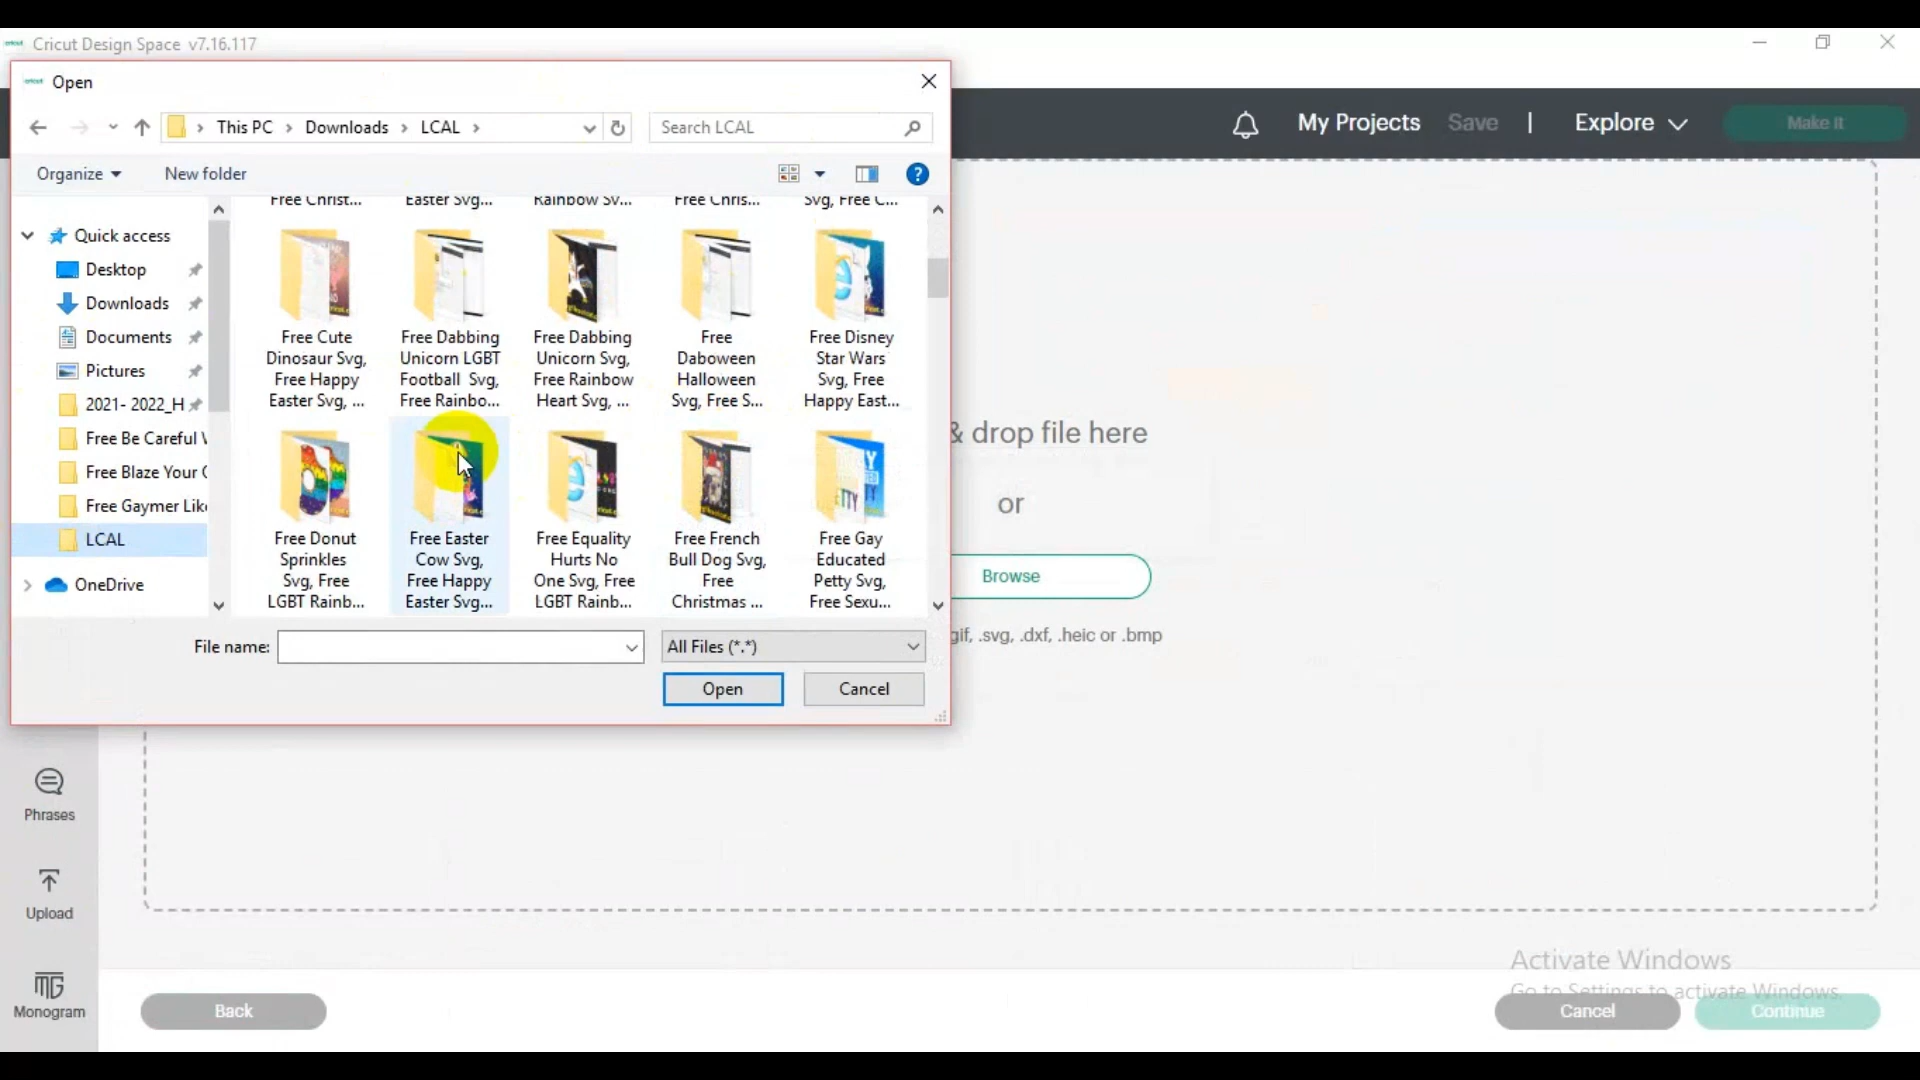 Cricut Design Space v7.16.117
Open
This PC > Downloads > LCAL >
Search LCAL
My Projects
Save
|
Explore
Make It
Organize
New folder
Quick access
Desktop
Downloads
Documents
Pictures
2021- 2022_H
Free Be Careful
Free Blaze Your
Free Gaymer Lik
LCAL
OneDrive
Free Christ...
Easter Svg...
Rainbow Sv...
Free Chris...
Svg, Free C...
Free Cute
Dinosaur Svg,
Free Happy
Easter Svg, ...
Free Dabbing
Unicorn LGBT
Football Svg,
Free Rainbo...
Free Dabbing
Unicorn Svg,
Free Rainbow
Heart Svg, ...
Free
Daboween
Halloween
Svg, Free S...
Free Disney
Star Wars
Svg, Free
Happy East...
Free Donut
Sprinkles
Svg, Free
LGBT Rainb...
Free Easter
Cow Svg,
Free Happy
Easter Svg...
Free Equality
Hurts No
One Svg, Free
LGBT Rainb...
Free French
Bull Dog Svg,
Free
Christmas ...
Free Gay
Educated
Petty Svg,
Free Sexu...
File name:
All Files (*.*)
Open
Cancel
& drop file here
or
Browse
gif, .svg, .dxf, .heic or .bmp
Phrases
Upload
Monogram
Activate Windows
Go to Settings to activate Windows.
Back
Cancel
Continue